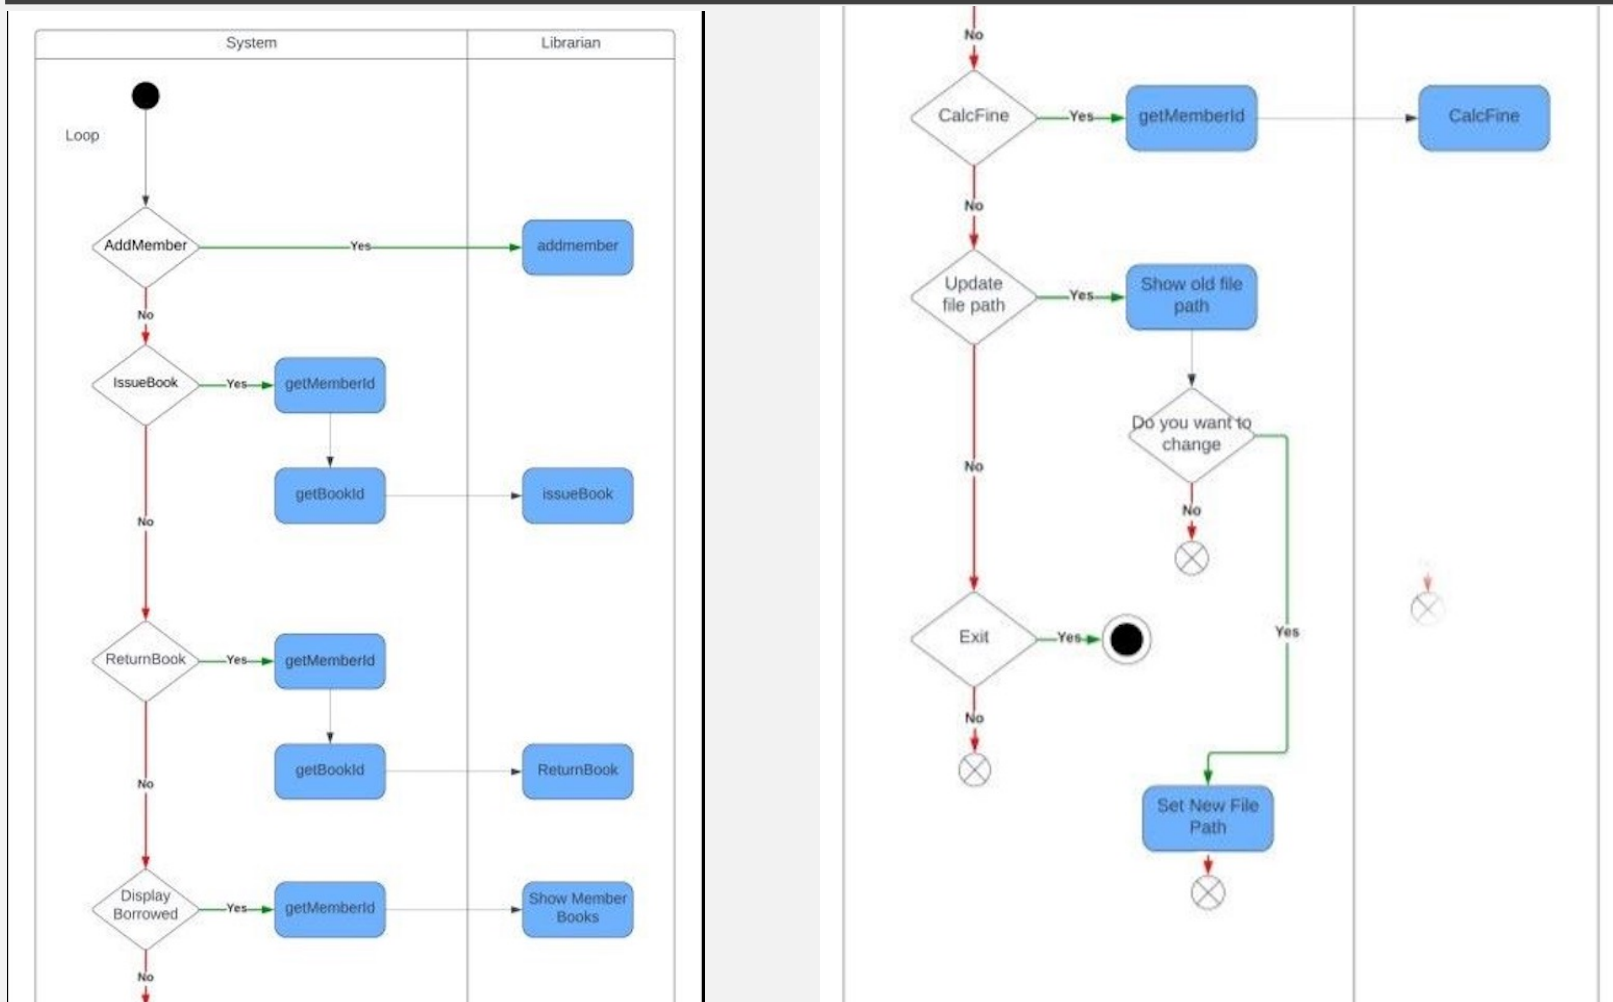 System
Librarian
Loop
AddMember
Yes
addmember
No
IssueBook
Yes
getMemberId
getBookId
issueBook
No
ReturnBook
Yes
getMemberId
getBookId
ReturnBook
No
Display
Borrowed
Yes
getMemberId
Show Member
Books
No
No
CalcFine
Yes
getMemberId
CalcFine
No
Update
file path
Yes
Show old file
path
Do you want to
change
No
No
Yes
Exit
Yes
No
Set New File
Path